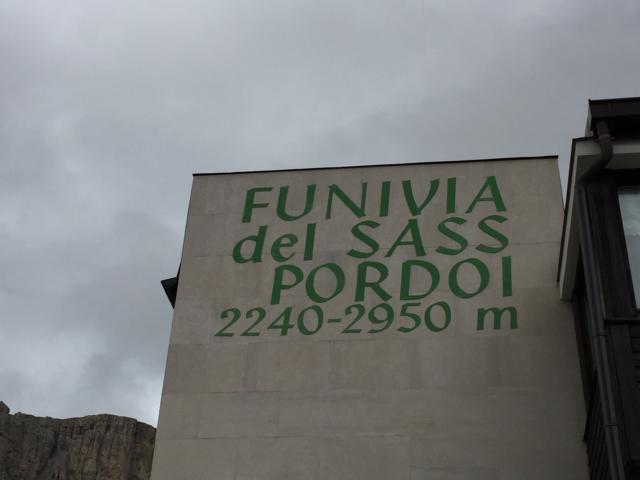 FUNIVIA
del SASS
PORDOI
2240-2950 m